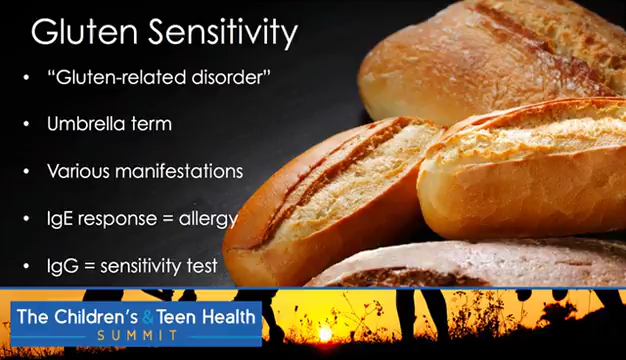 Gluten Sensitivity
• “Gluten-related disorder”
• Umbrella term
• Various manifestations
• IgE response = allergy
• IgG = sensitivity test
The Children's & Teen Health
SUMMIT